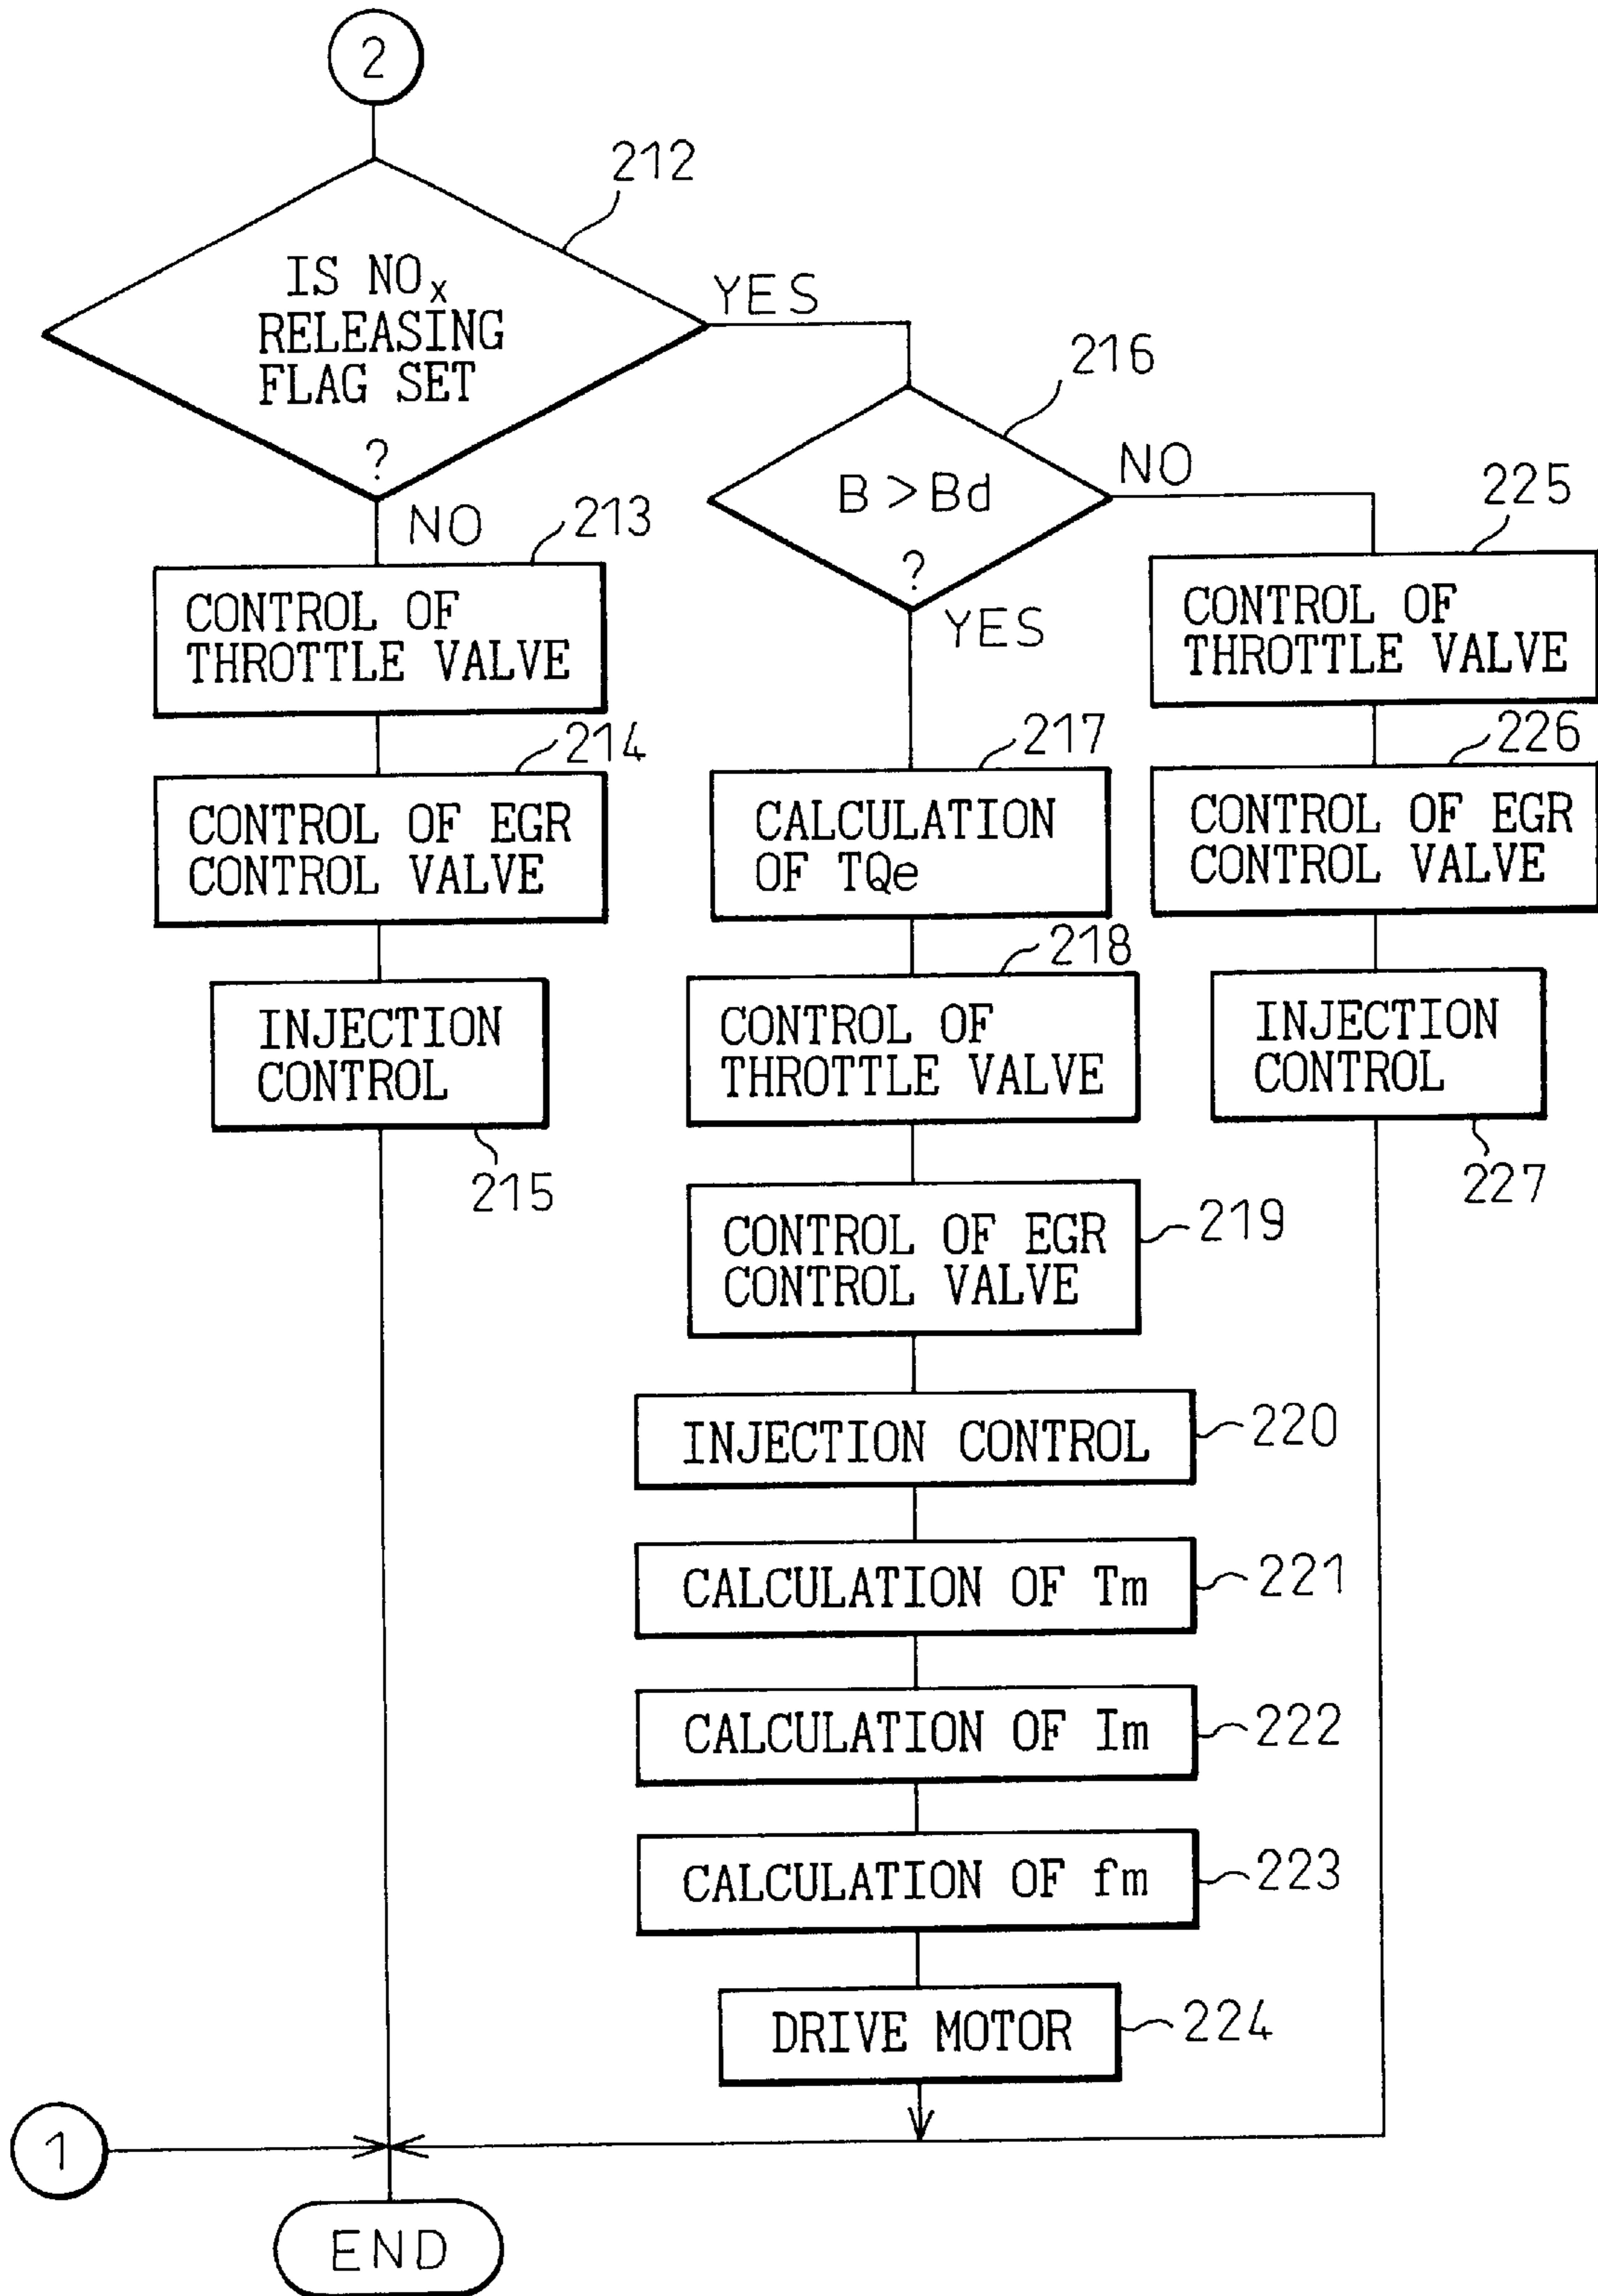 2
212
IS NOx
RELEASING
FLAG SET
?
YES
NO
216
B > Bd
?
NO
YES
213
CONTROL OF
THROTTLE VALVE
214
CONTROL OF EGR
CONTROL VALVE
INJECTION
CONTROL
215
217
CALCULATION
OF TQe
218
CONTROL OF
THROTTLE VALVE
CONTROL OF EGR
CONTROL VALVE
219
INJECTION CONTROL
220
CALCULATION OF Tm
221
CALCULATION OF Im
222
CALCULATION OF fm
223
DRIVE MOTOR
224
225
CONTROL OF
THROTTLE VALVE
226
CONTROL OF EGR
CONTROL VALVE
INJECTION
CONTROL
227
1
END